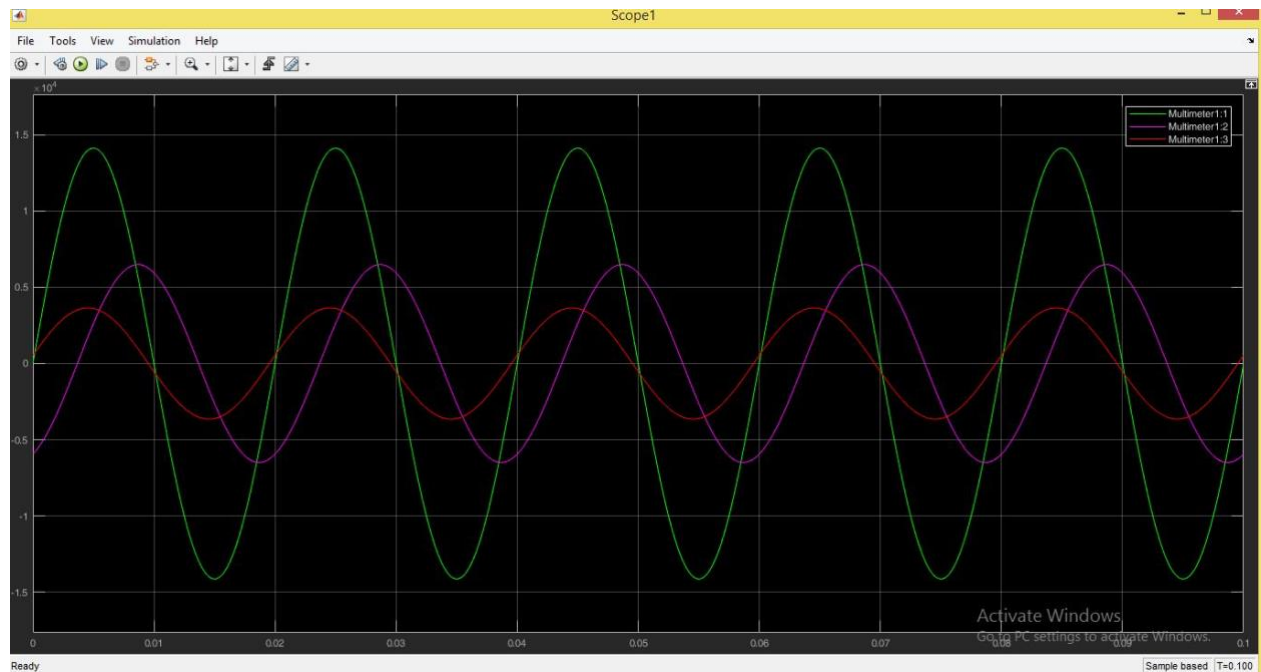 Scope1
File Tools View Simulation Help
× 10⁴
Multimeter1:1
Multimeter1:2
Multimeter1:3
1.5
1
0.5
0
-0.5
-1
-1.5
0 0.01 0.02 0.03 0.04 0.05 0.06 0.07 0.08 0.09 0.1
Activate Windows
Go to PC settings to activate Windows.
Ready Sample based T=0.100